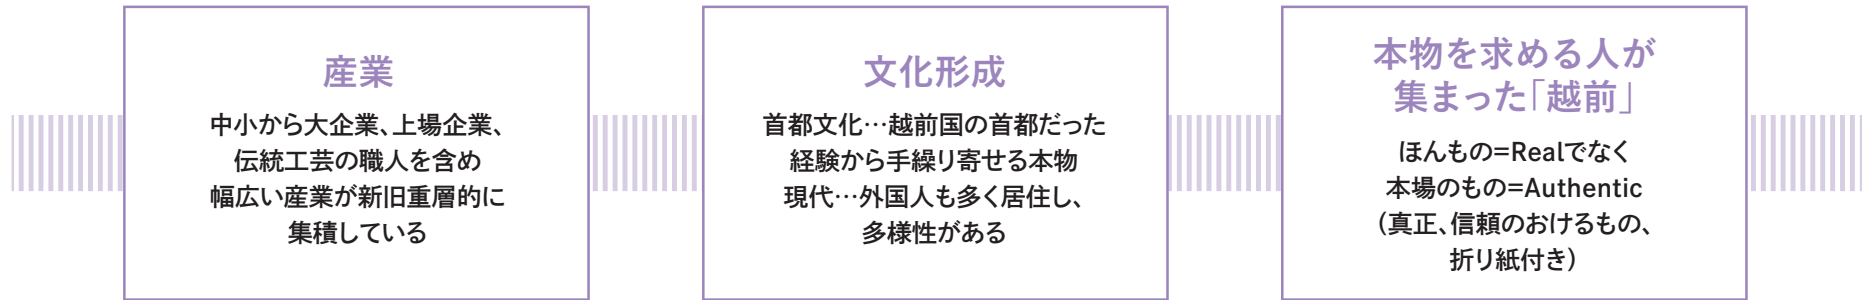 産業
中小から大企業、上場企業、
伝統工芸の職人を含め
幅広い産業が新旧重層的に
集積している
文化形成
首都文化…越前国の首都だった
経験から手繰り寄せる本物
現代…外国人も多く居住し、
多様性がある
本物を求める人が
集まった「越前」
ほんもの=Realでなく
本場のもの=Authentic
(真正、信頼のおけるもの、
折り紙付き)